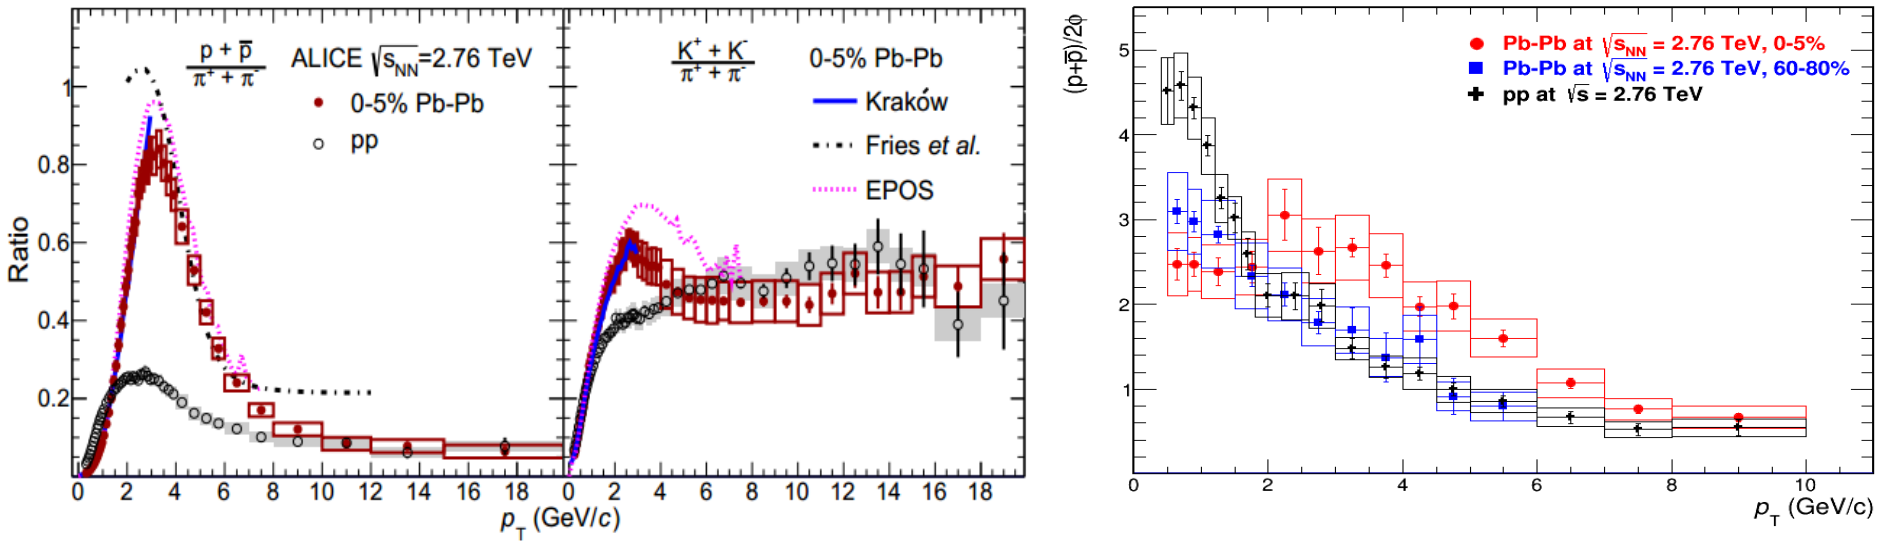 p + p̅
π⁺ + π⁻
ALICE √sNN=2.76 TeV
0-5% Pb-Pb
pp
Ratio
1
0.8
0.6
0.4
0.2
0 2 4 6 8 10 12 14 16 18
K⁺ + K⁻
π⁺ + π⁻
0-5% Pb-Pb
Kraków
Fries et al.
EPOS
0 2 4 6 8 10 12 14 16 18 20
pT (GeV/c)
(p+p̅)/2ϕ
Pb-Pb at √sNN = 2.76 TeV, 0-5%
Pb-Pb at √sNN = 2.76 TeV, 60-80%
pp at √s = 2.76 TeV
5
4
3
2
1
0 2 4 6 8 10
pT (GeV/c)